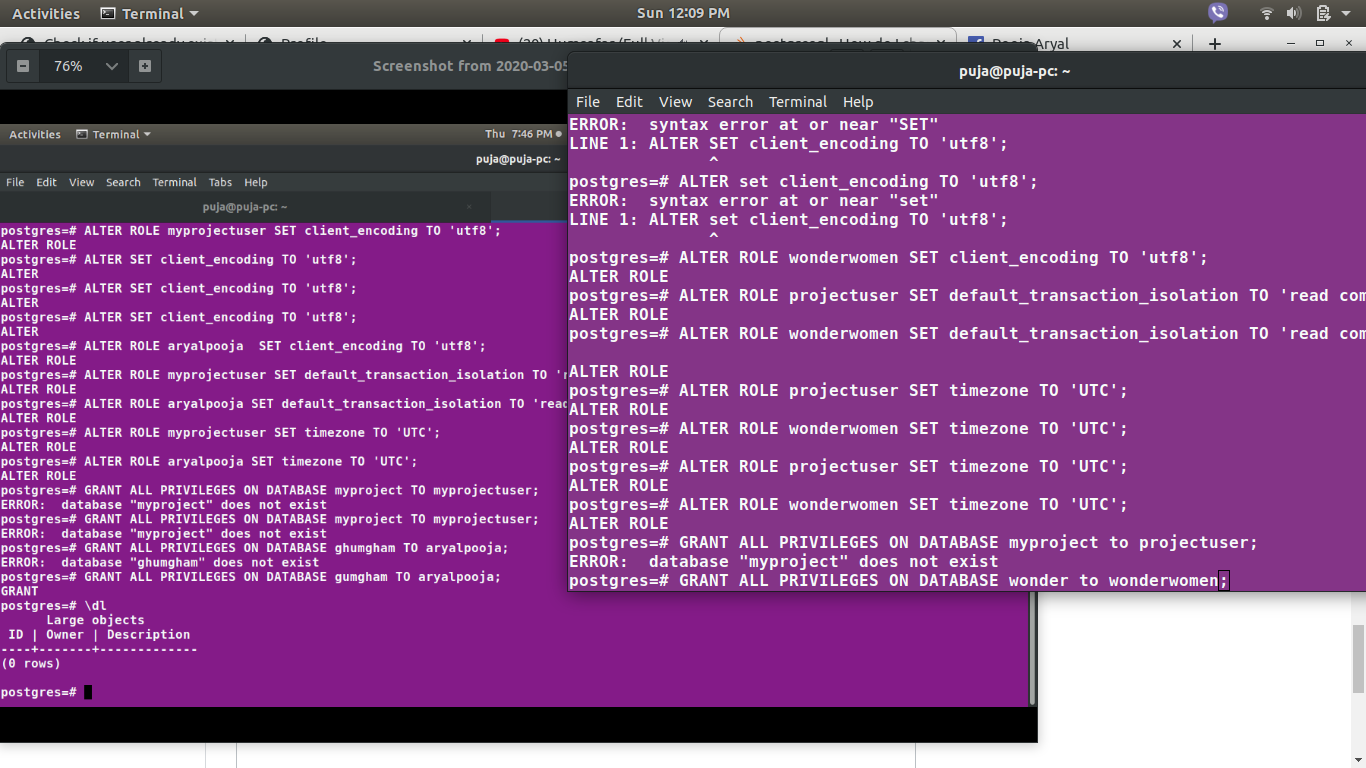 Activities Terminal Sun 12:09 PM
76% Screenshot from 2020-03-05
Activities Terminal Thu 7:46 PM
puja@puja-pc: ~
File Edit View Search Terminal Tabs Help
puja@puja-pc: ~
postgres=# ALTER ROLE myprojectuser SET client_encoding TO 'utf8';
ALTER ROLE
postgres=# ALTER SET client_encoding TO 'utf8';
ALTER
postgres=# ALTER SET client_encoding TO 'utf8';
ALTER
postgres=# ALTER SET client_encoding TO 'utf8';
ALTER
postgres=# ALTER ROLE aryalpooja  SET client_encoding TO 'utf8';
ALTER ROLE
postgres=# ALTER ROLE myprojectuser SET default_transaction_isolation TO 'r
ALTER ROLE
postgres=# ALTER ROLE aryalpooja SET default_transaction_isolation TO 'read
ALTER ROLE
postgres=# ALTER ROLE myprojectuser SET timezone TO 'UTC';
ALTER ROLE
postgres=# ALTER ROLE aryalpooja SET timezone TO 'UTC';
ALTER ROLE
postgres=# GRANT ALL PRIVILEGES ON DATABASE myproject TO myprojectuser;
ERROR:  database "myproject" does not exist
postgres=# GRANT ALL PRIVILEGES ON DATABASE myproject TO myprojectuser;
ERROR:  database "myproject" does not exist
postgres=# GRANT ALL PRIVILEGES ON DATABASE ghumgham TO aryalpooja;
ERROR:  database "ghumgham" does not exist
postgres=# GRANT ALL PRIVILEGES ON DATABASE gumgham TO aryalpooja;
GRANT
postgres=# \dl
Large objects
ID | Owner | Description
----+-------+-------------
(0 rows)
postgres=#
puja@puja-pc: ~
File Edit View Search Terminal Help
ERROR:  syntax error at or near "SET"
LINE 1: ALTER SET client_encoding TO 'utf8';
^
postgres=# ALTER set client_encoding TO 'utf8';
ERROR:  syntax error at or near "set"
LINE 1: ALTER set client_encoding TO 'utf8';
^
postgres=# ALTER ROLE wonderwomen SET client_encoding TO 'utf8';
ALTER ROLE
postgres=# ALTER ROLE projectuser SET default_transaction_isolation TO 'read com
ALTER ROLE
postgres=# ALTER ROLE wonderwomen SET default_transaction_isolation TO 'read com
ALTER ROLE
postgres=# ALTER ROLE projectuser SET timezone TO 'UTC';
ALTER ROLE
postgres=# ALTER ROLE wonderwomen SET timezone TO 'UTC';
ALTER ROLE
postgres=# ALTER ROLE projectuser SET timezone TO 'UTC';
ALTER ROLE
postgres=# ALTER ROLE wonderwomen SET timezone TO 'UTC';
ALTER ROLE
postgres=# GRANT ALL PRIVILEGES ON DATABASE myproject to projectuser;
ERROR:  database "myproject" does not exist
postgres=# GRANT ALL PRIVILEGES ON DATABASE wonder to wonderwomen;